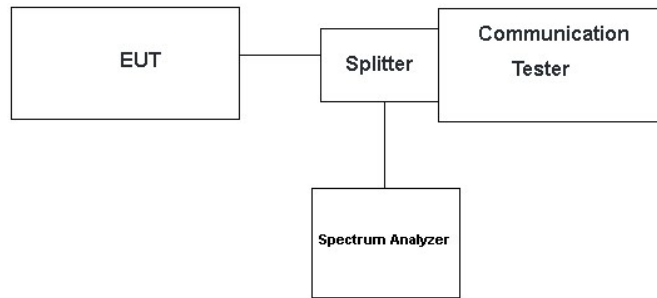 EUT
Splitter
Communication
Tester
Spectrum Analyzer